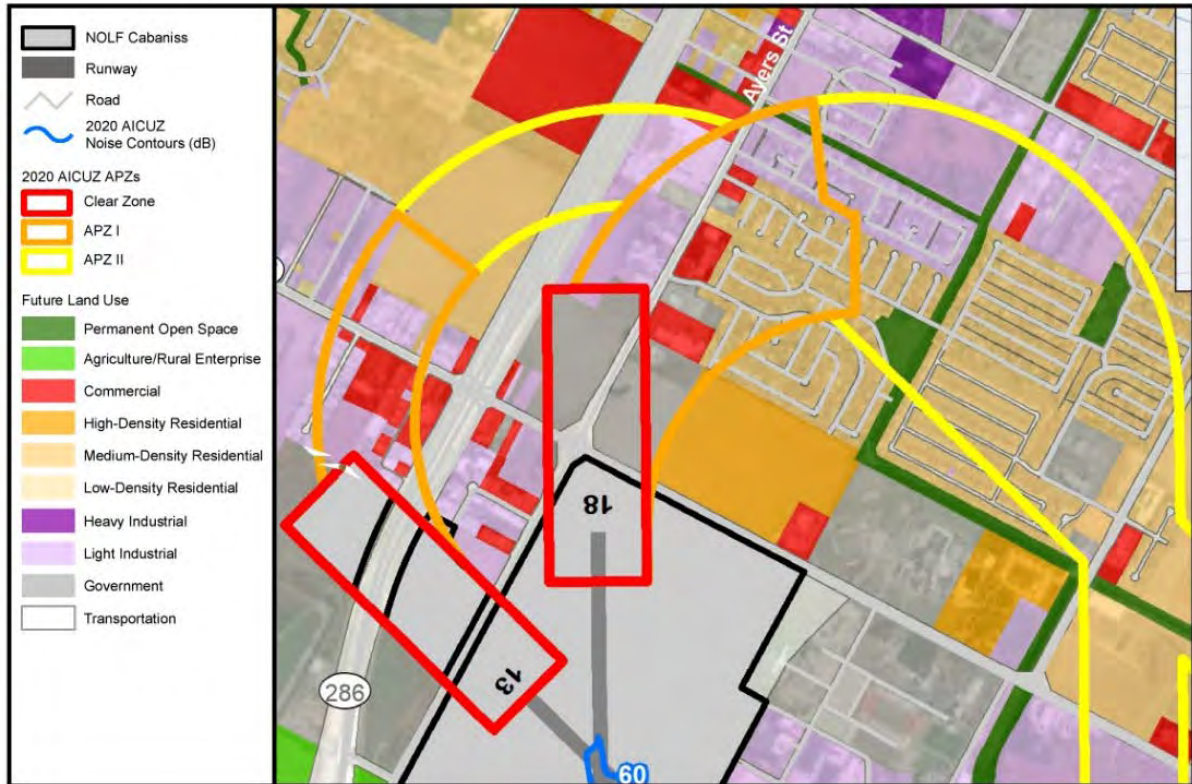 NOLF Cabaniss
Runway
Road
2020 AICUZ
Noise Contours (dB)
2020 AICUZ APZs
Clear Zone
APZ I
APZ II
Future Land Use
Permanent Open Space
Agriculture/Rural Enterprise
Commercial
High-Density Residential
Medium-Density Residential
Low-Density Residential
Heavy Industrial
Light Industrial
Government
Transportation
Ayers St
18
13
286
60